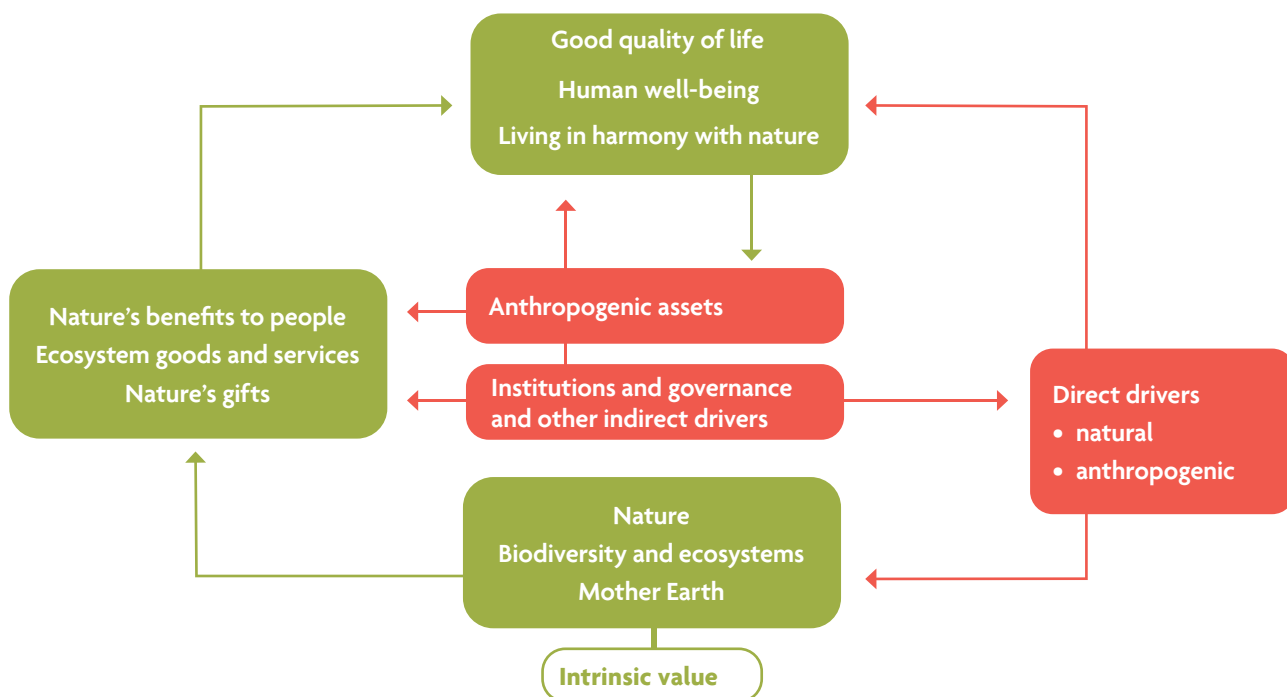 Good quality of life
Human well-being
Living in harmony with nature
Nature’s benefits to people
Ecosystem goods and services
Nature’s gifts
Anthropogenic assets
Institutions and governance
and other indirect drivers
Direct drivers
• natural
• anthropogenic
Nature
Biodiversity and ecosystems
Mother Earth
Intrinsic value